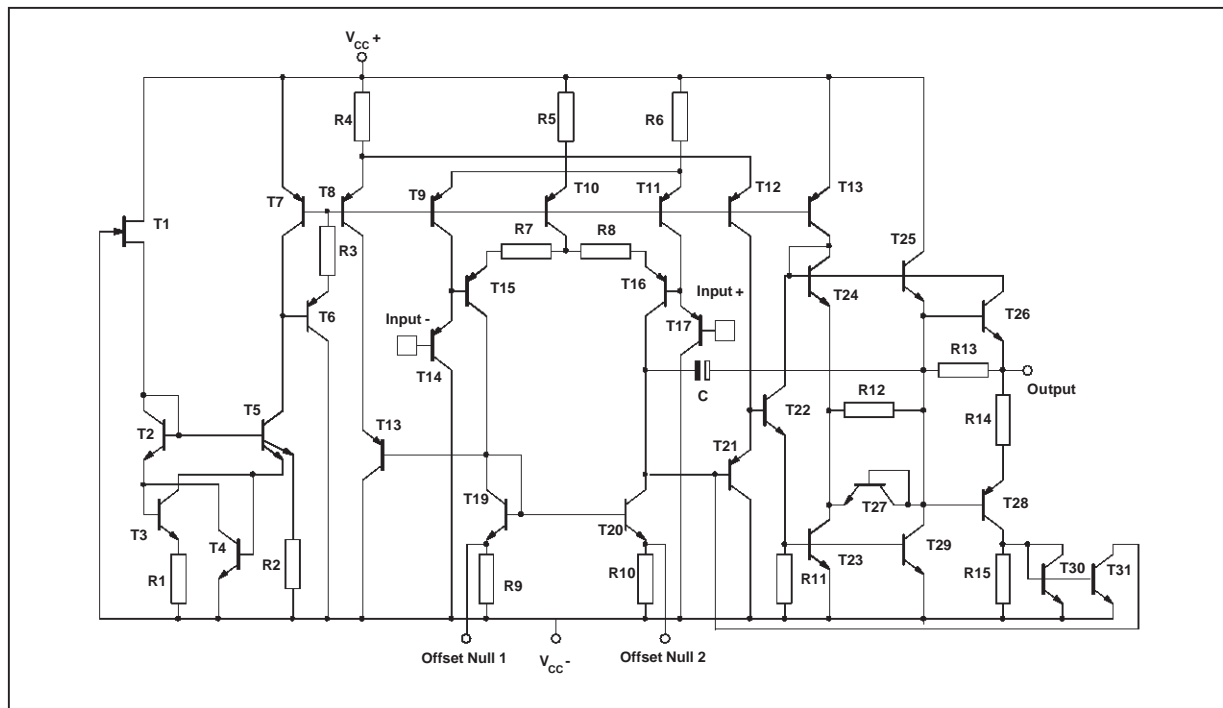 VCC+
R4
R5
R6
T7
T8
T9
T10
T11
T12
T13
T1
R3
R7
R8
T25
T15
T16
Input +
T24
T6
T17
T26
Input -
T14
R13
Output
C
T22
R12
R14
T2
T5
T13
T21
T19
T27
T28
T3
T4
T20
T29
R1
R2
R9
R10
R11
T23
R15
T30
T31
Offset Null 1
VCC-
Offset Null 2